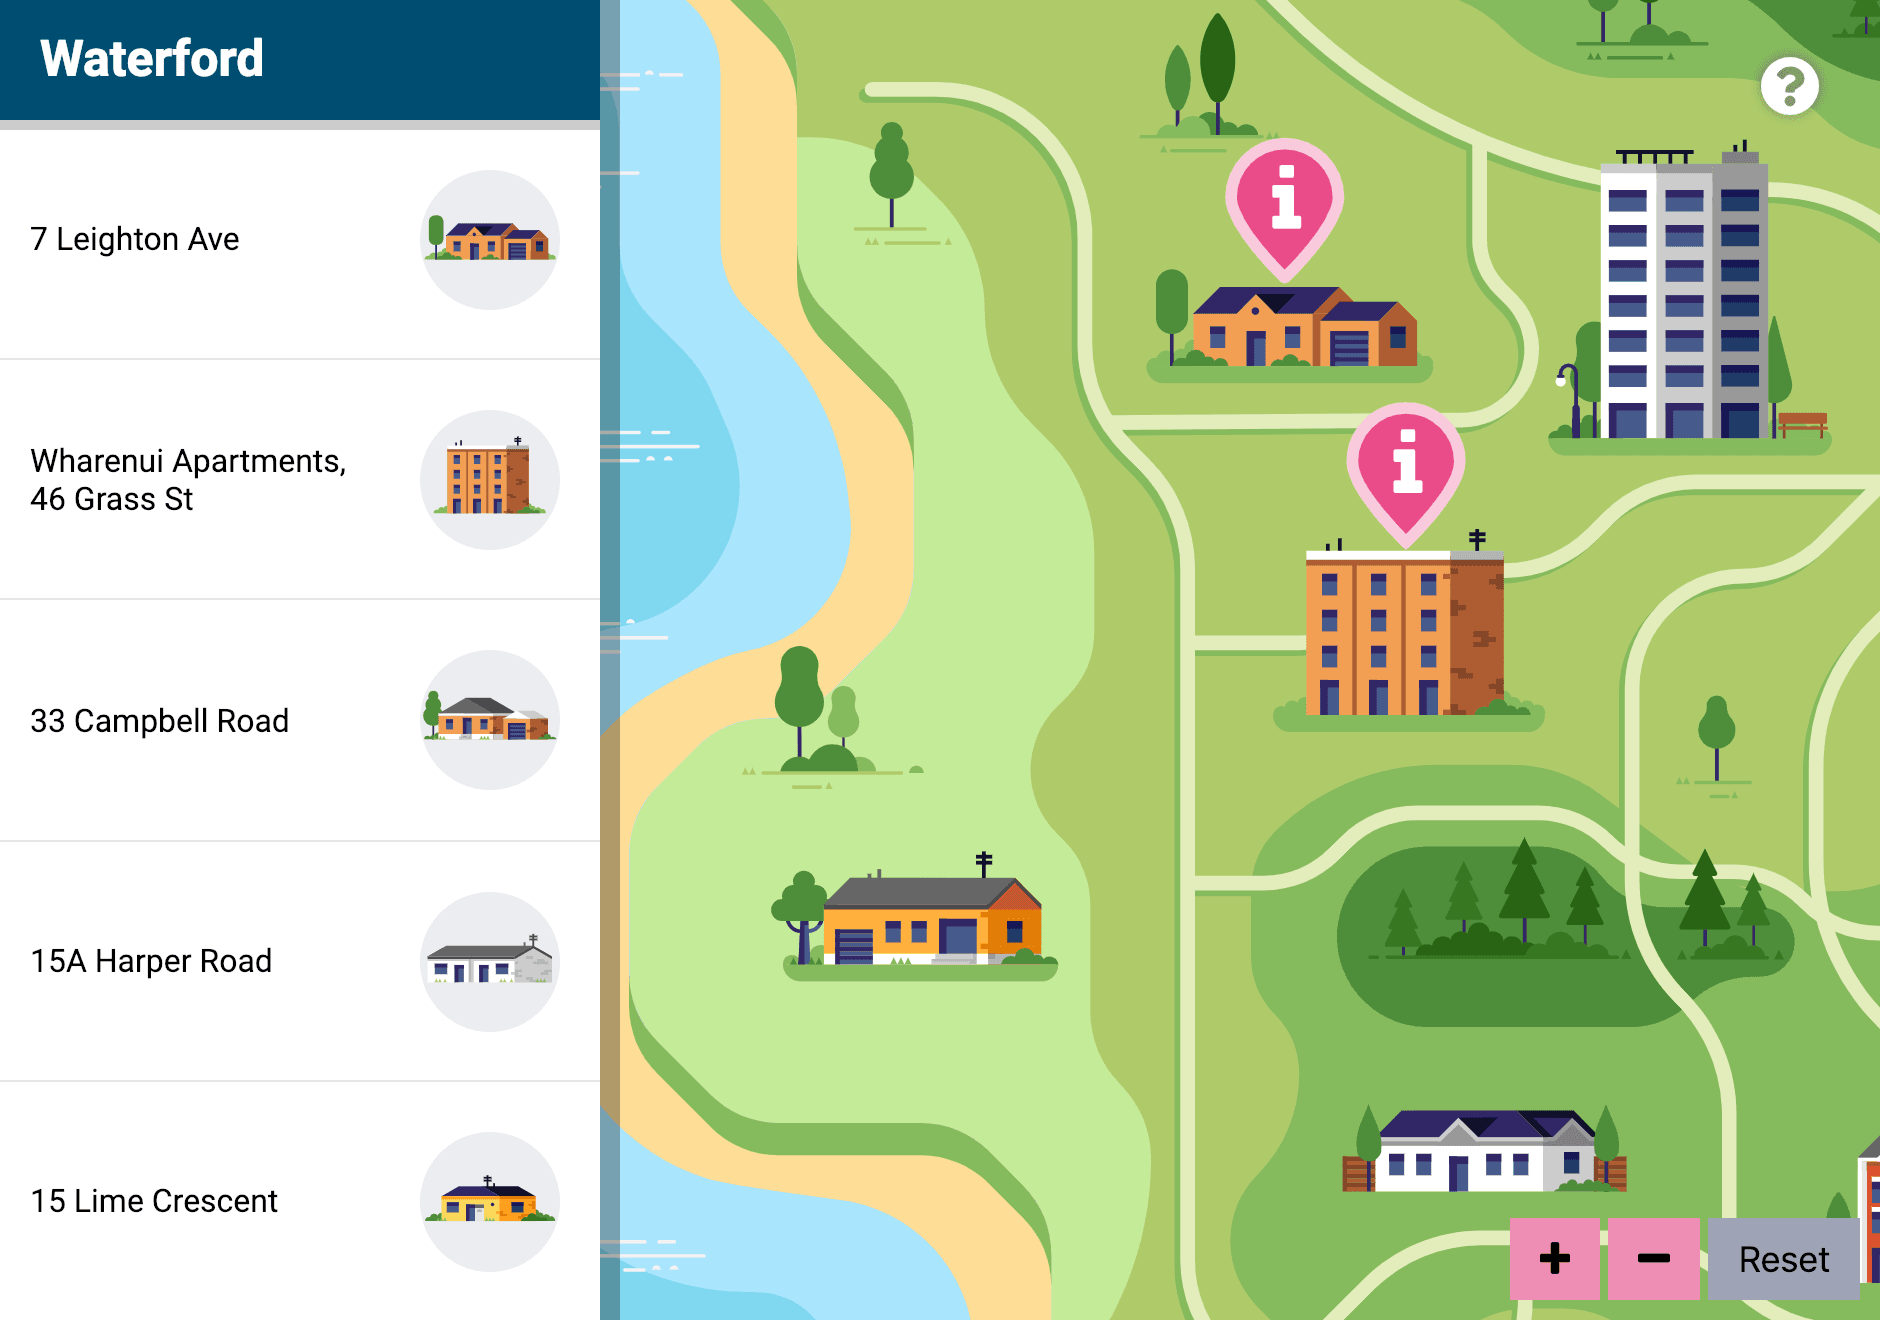 Waterford
?
7 Leighton Ave
i
Wharenui Apartments,
46 Grass St
i
33 Campbell Road
15A Harper Road
15 Lime Crescent
+
−
Reset